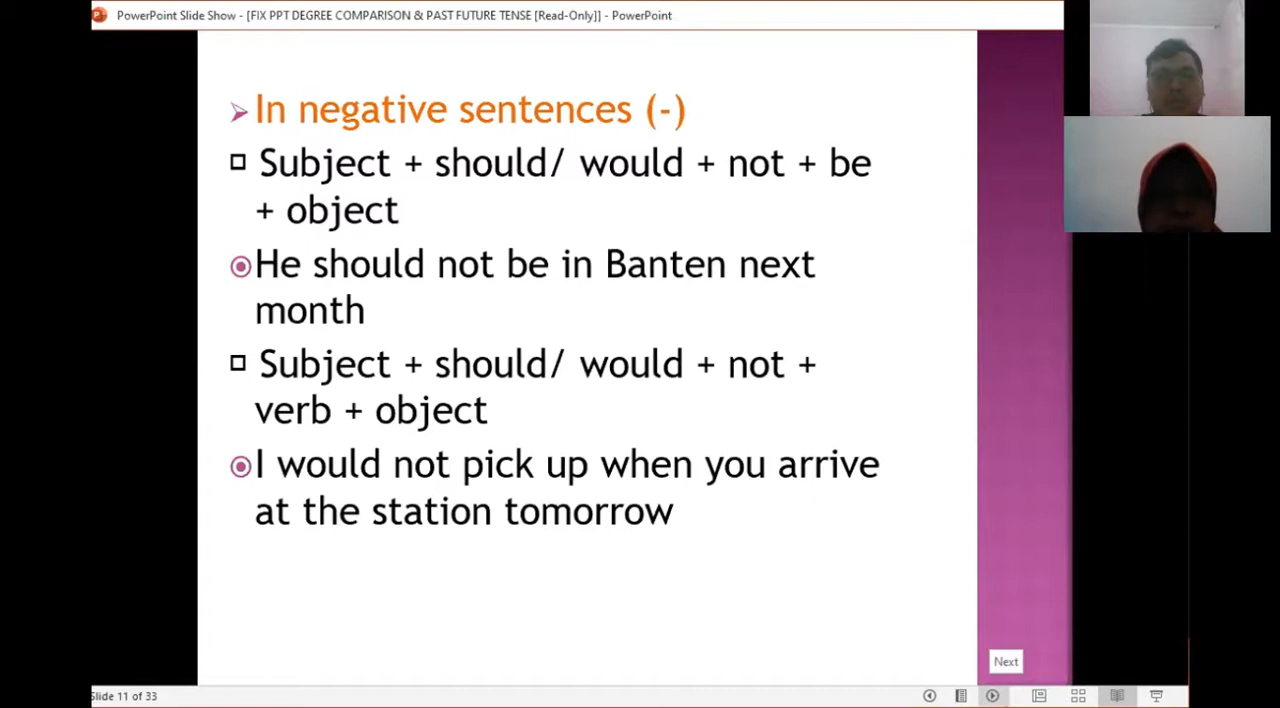 PowerPoint Slide Show - [FIX PPT DEGREE COMPARISON & PAST FUTURE TENSE [Read-Only]] - PowerPoint
In negative sentences (-)
Subject + should/ would + not + be
+ object
He should not be in Banten next
month
Subject + should/ would + not +
verb + object
I would not pick up when you arrive
at the station tomorrow
Next
Slide 11 of 33